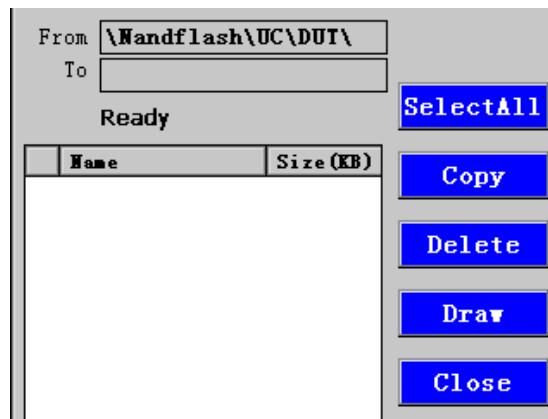 From \Nandflash\UC\DUT\
To
Ready
SelectAll
Name Size(KB)
Copy
Delete
Draw
Close